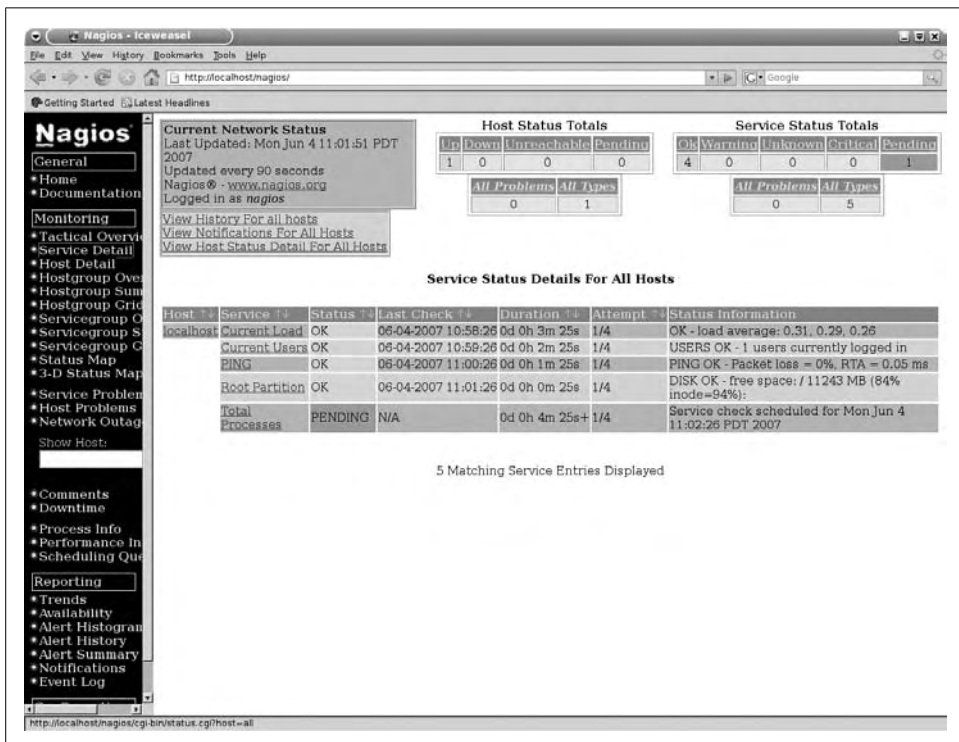 Nagios - Iceweasel
File Edit View History Bookmarks Tools Help
http://localhost/nagios/
Google
Getting Started Latest Headlines
Nagios
General
Home
Documentation
Monitoring
Tactical Overvi
Service Detail
Host Detail
Hostgroup Over
Hostgroup Sum
Hostgroup Grid
Servicegroup O
Servicegroup S
Servicegroup G
Status Map
3-D Status Map
Service Problem
Host Problems
Network Outag
Show Host:
Comments
Downtime
Process Info
Performance In
Scheduling Que
Reporting
Trends
Availability
Alert Histogram
Alert History
Alert Summary
Notifications
Event Log
Current Network Status
Last Updated: Mon Jun 4 11:01:51 PDT
2007
Updated every 90 seconds
Nagios® - www.nagios.org
Logged in as nagios
View History For all hosts
View Notifications For All Hosts
View Host Status Detail For All Hosts
Host Status Totals
Up Down Unreachable Pending
1 0 0 0
All Problems All Types
0 1
Service Status Totals
Ok Warning Unknown Critical Pending
4 0 0 0 1
All Problems All Types
0 5
Service Status Details For All Hosts
Host Service Status Last Check Duration Attempt Status Information
localhost Current Load OK 06-04-2007 10:58:26 0d 0h 3m 25s 1/4 OK - load average: 0.31, 0.29, 0.26
Current Users OK 06-04-2007 10:59:26 0d 0h 2m 25s 1/4 USERS OK - 1 users currently logged in
PING OK 06-04-2007 11:00:26 0d 0h 1m 25s 1/4 PING OK - Packet loss = 0%, RTA = 0.05 ms
Root Partition OK 06-04-2007 11:01:26 0d 0h 0m 25s 1/4 DISK OK - free space: / 11243 MB (84%
inode=94%):
Total
Processes PENDING N/A 0d 0h 4m 25s+ 1/4 Service check scheduled for Mon Jun 4
11:02:26 PDT 2007
5 Matching Service Entries Displayed
http://localhost/nagios/cgi-bin/status.cgi?host=all